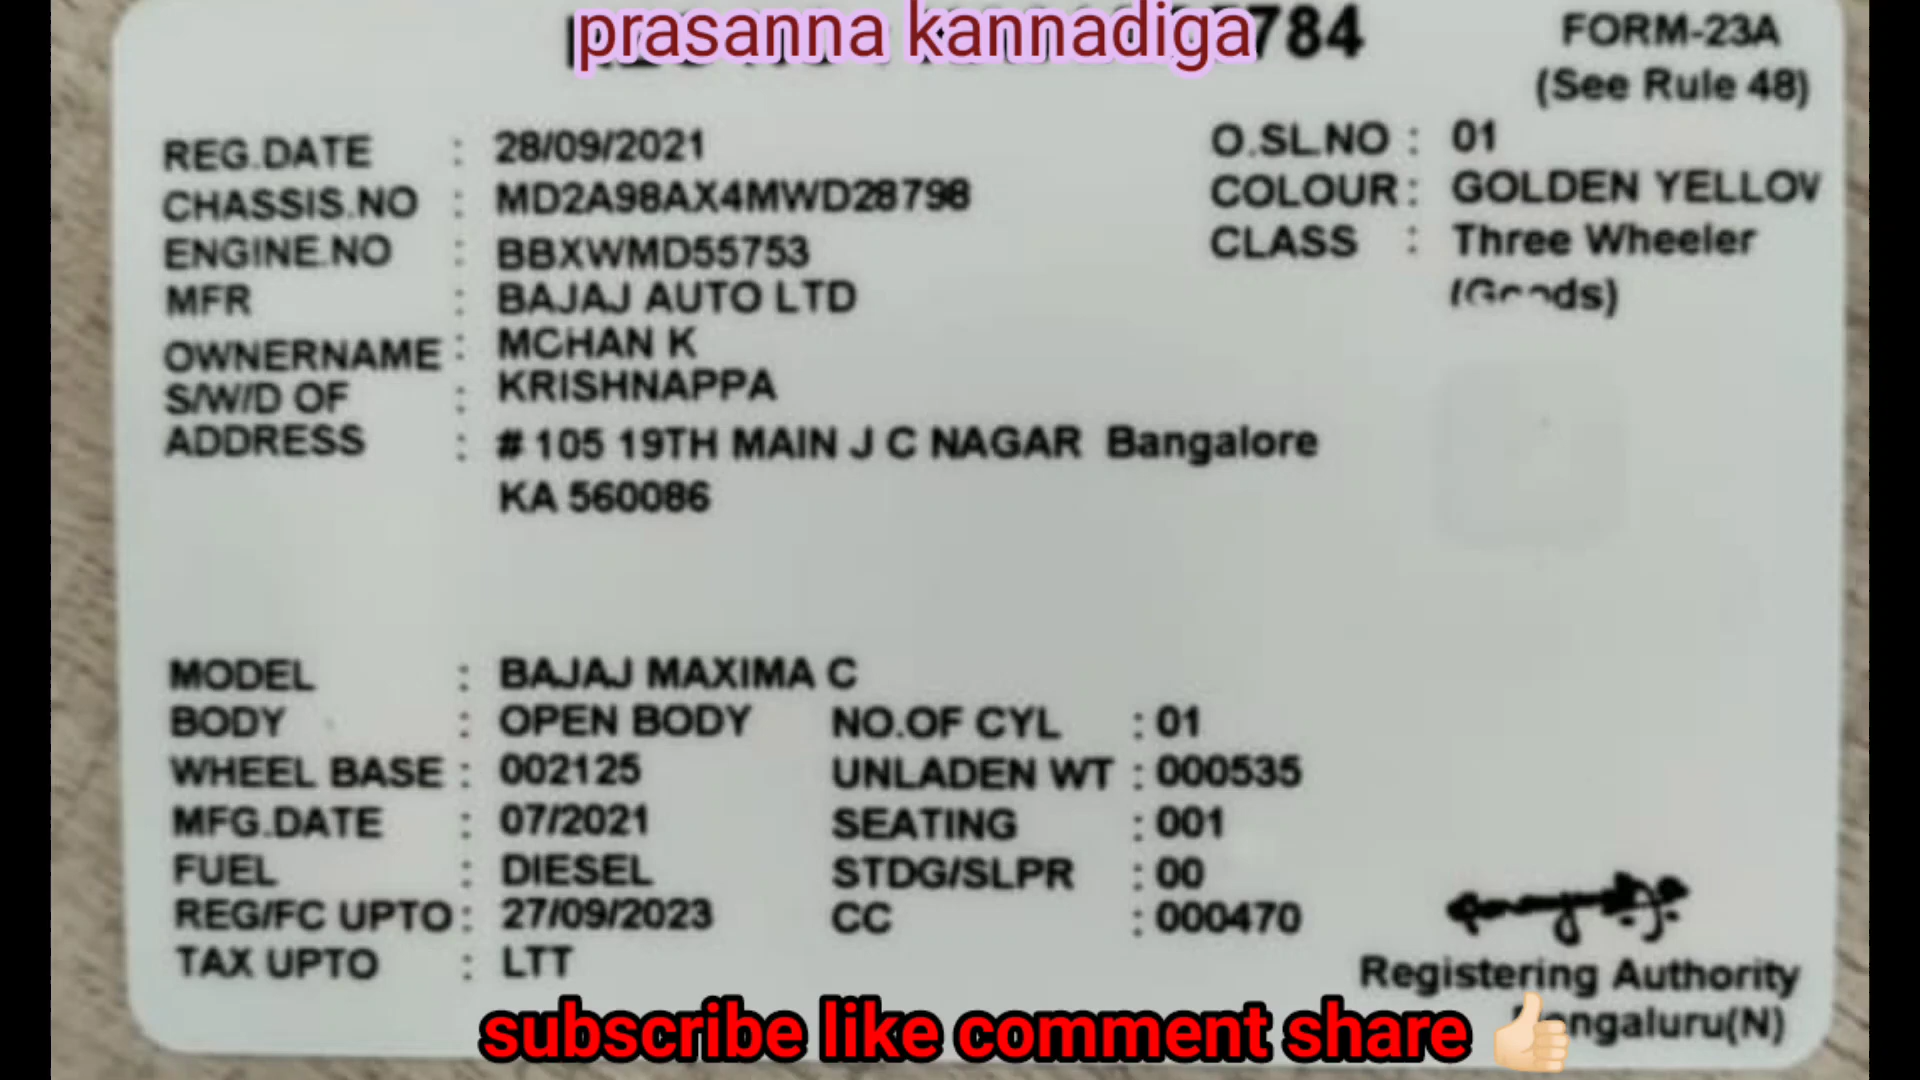 prasanna kannadiga 784
FORM-23A
(See Rule 48)
REG.DATE : 28/09/2021
O.SL.NO : 01
CHASSIS.NO : MD2A98AX4MWD28798
COLOUR : GOLDEN YELLOW
ENGINE.NO : BBXWMD55753
CLASS : Three Wheeler
(Goods)
MFR : BAJAJ AUTO LTD
OWNERNAME : MOHAN K
S/W/D OF : KRISHNAPPA
ADDRESS : # 105 19TH MAIN J C NAGAR Bangalore
KA 560086
MODEL : BAJAJ MAXIMA C
BODY : OPEN BODY NO.OF CYL : 01
WHEEL BASE : 002125 UNLADEN WT : 000535
MFG.DATE : 07/2021 SEATING : 001
FUEL : DIESEL STDG/SLPR : 00
REG/FC UPTO : 27/09/2023 CC : 000470
TAX UPTO : LTT
Registering Authority
Bengaluru(N)
subscribe like comment share 👍🏻